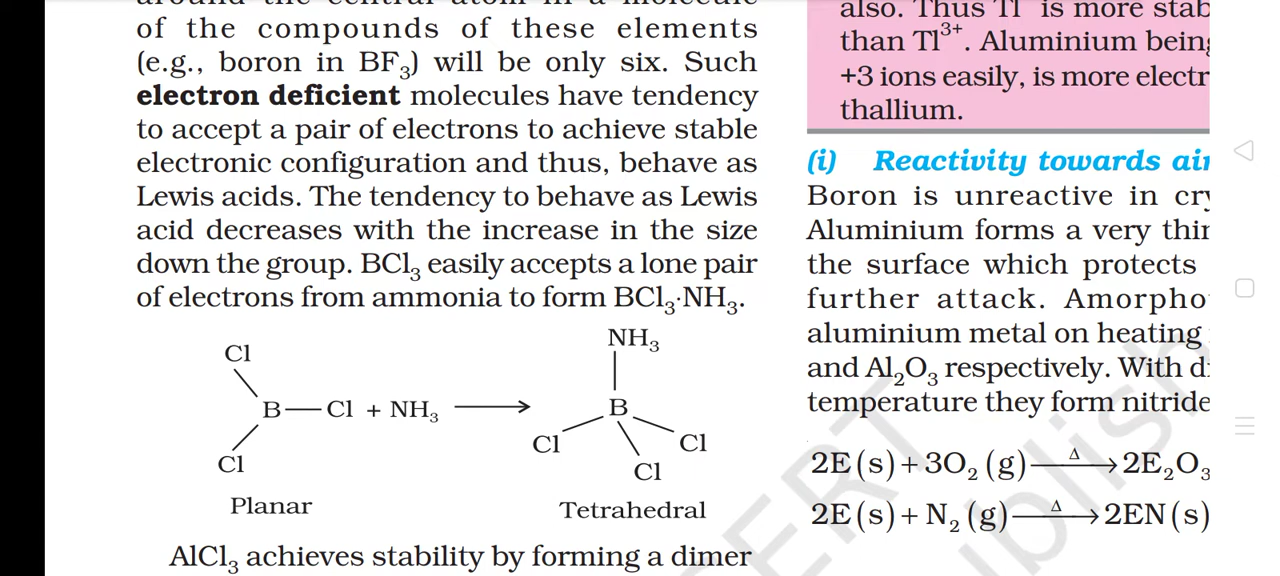 of the compounds of these elements
(e.g., boron in BF₃) will be only six. Such
electron deficient molecules have tendency
to accept a pair of electrons to achieve stable
electronic configuration and thus, behave as
Lewis acids. The tendency to behave as Lewis
acid decreases with the increase in the size
down the group. BCl₃ easily accepts a lone pair
of electrons from ammonia to form BCl₃·NH₃.
Cl
B—Cl + NH₃ ⟶
Cl
Planar
NH₃
B
Cl
Cl
Cl
Tetrahedral
AlCl₃ achieves stability by forming a dimer
also. Thus Tl is more
than Tl³⁺. Aluminium
+3 ions easily, is more
thallium.
(i) Reactivity towards
Boron is unreactive in
Aluminium forms a very
the surface which protects
further attack.
aluminium metal on heating
and Al₂O₃ respectively. With
temperature they form
2E (s) + 3O₂ (g) —Δ→ 2E₂O₃
2E (s) + N₂ (g) —Δ→ 2EN (s)